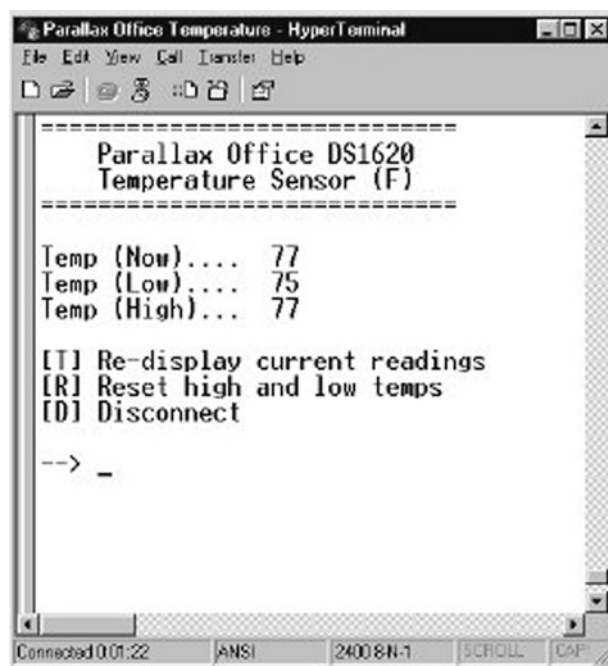 Parallax Office Temperature - HyperTerminal
File Edit View Call Transfer Help
==============================
Parallax Office DS1620
Temperature Sensor (F)
==============================
Temp (Now).... 77
Temp (Low).... 75
Temp (High)... 77
[T] Re-display current readings
[R] Reset high and low temps
[D] Disconnect
--> _
Connected 0:01:22 ANSI 2400 8-N-1 SCROLL CAP